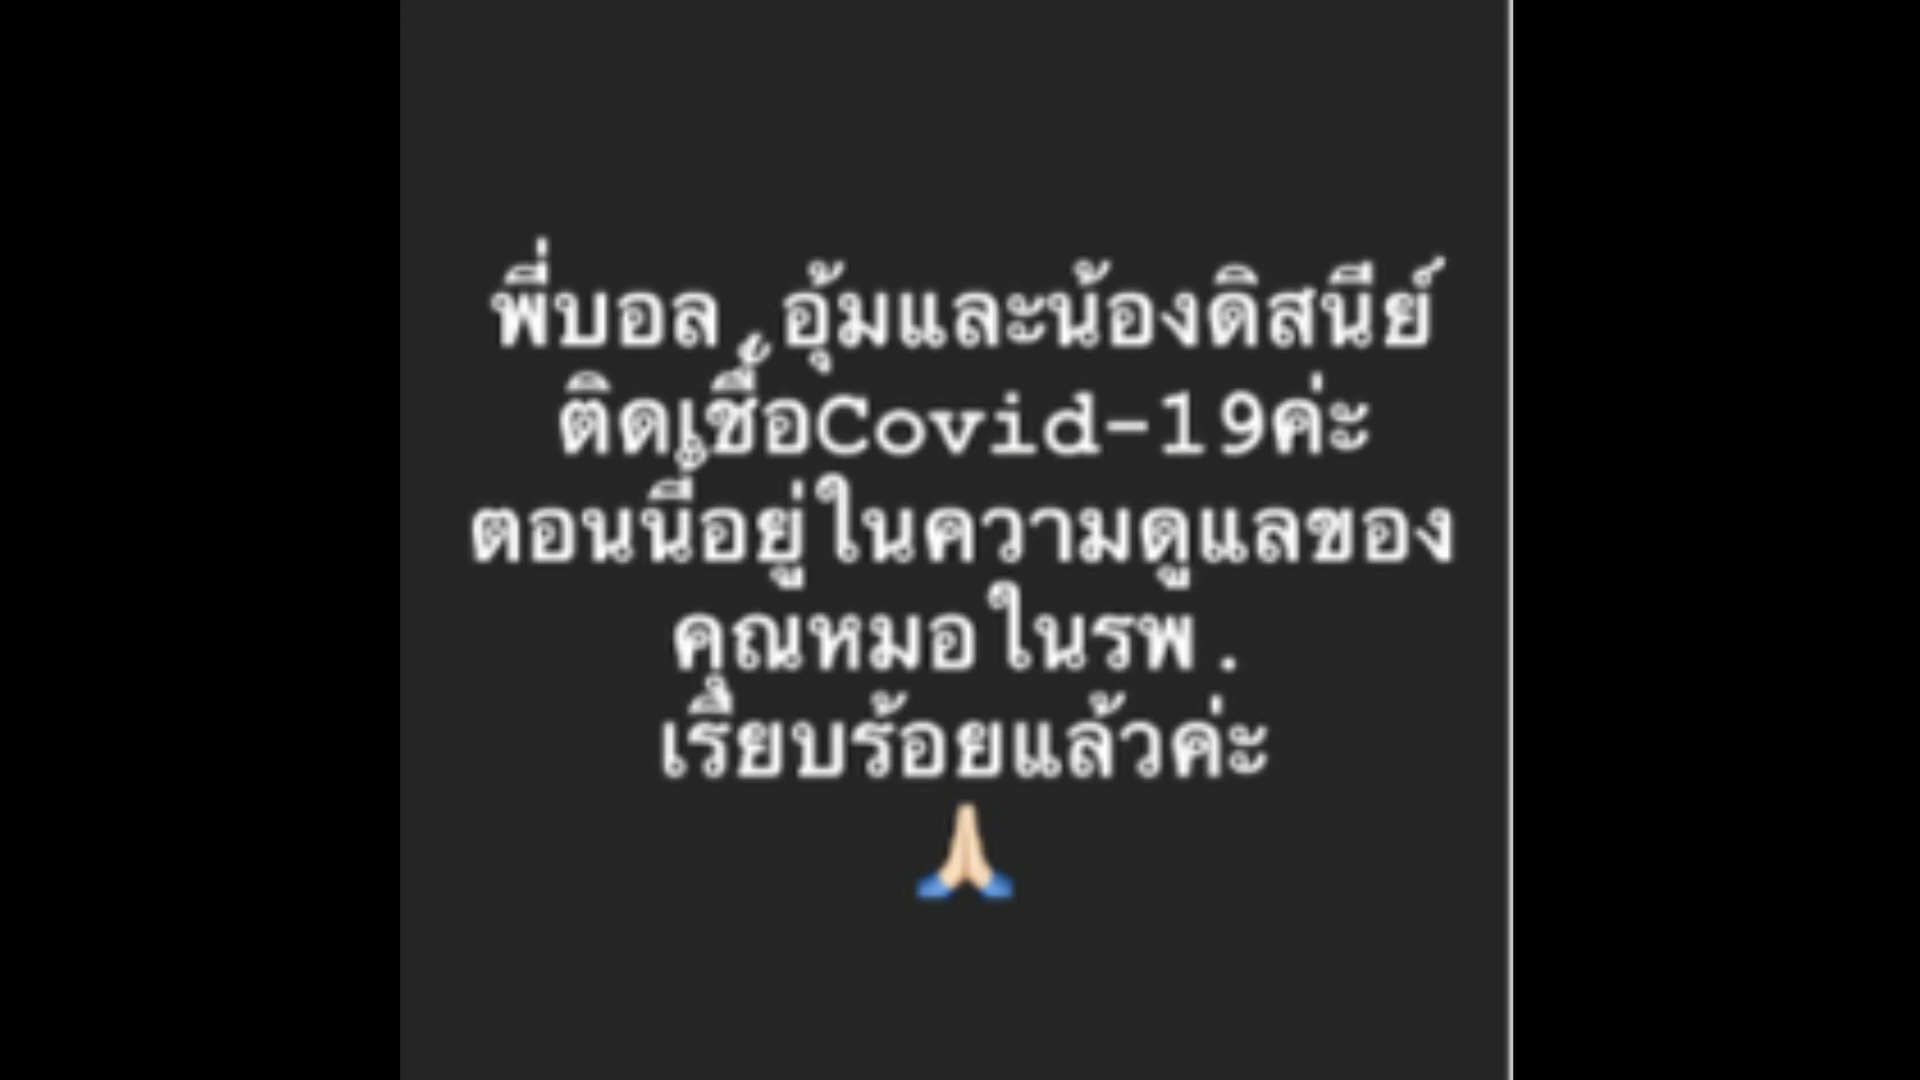 พี่บอล,อุ้มและน้องดิสนีย์
ติดเชื้อCovid-19ค่ะ
ตอนนี้อยู่ในความดูแลของ
คุณหมอในรพ.
เรียบร้อยแล้วค่ะ
🙏🏻